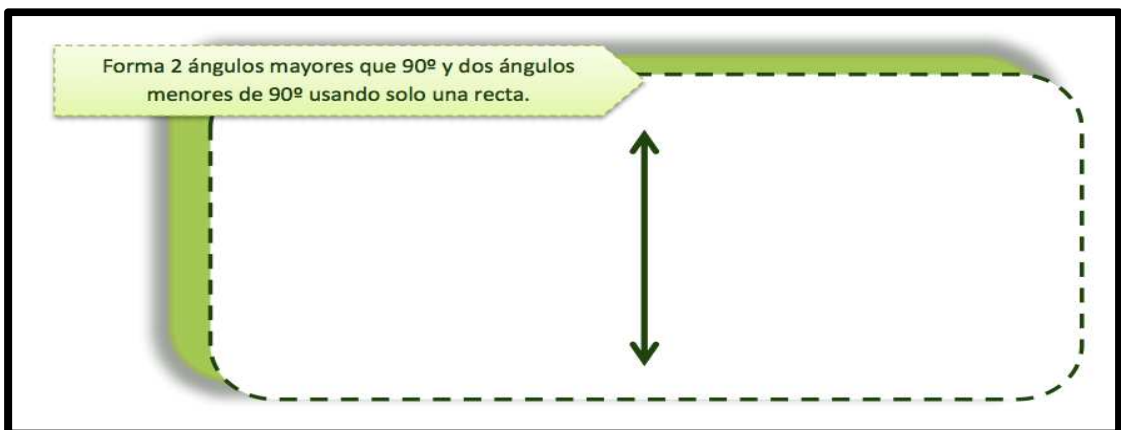 Forma 2 ángulos mayores que 90º y dos ángulos
menores de 90º usando solo una recta.